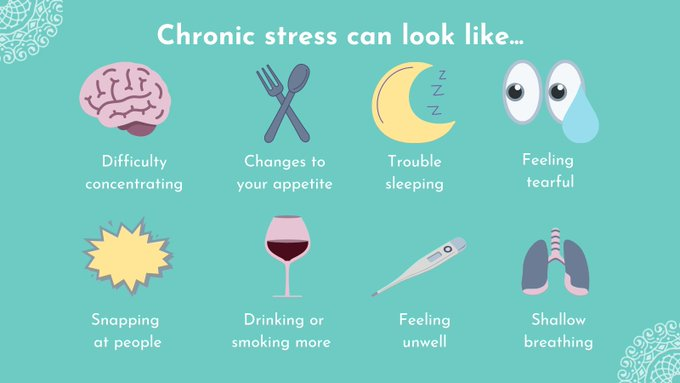 Chronic stress can look like...
Difficulty
concentrating
Changes to
your appetite
Trouble
sleeping
Feeling
tearful
Snapping
at people
Drinking or
smoking more
Feeling
unwell
Shallow
breathing